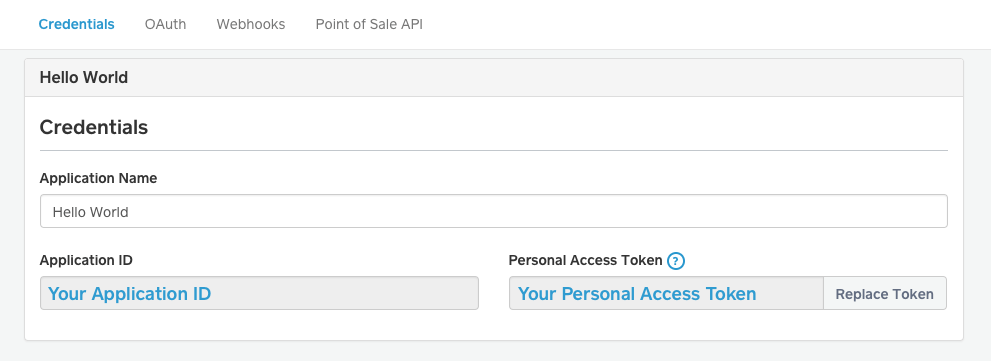 Credentials OAuth Webhooks Point of Sale API
Hello World
Credentials
Application Name
Hello World
Application ID Personal Access Token ?
Your Application ID Your Personal Access Token Replace Token